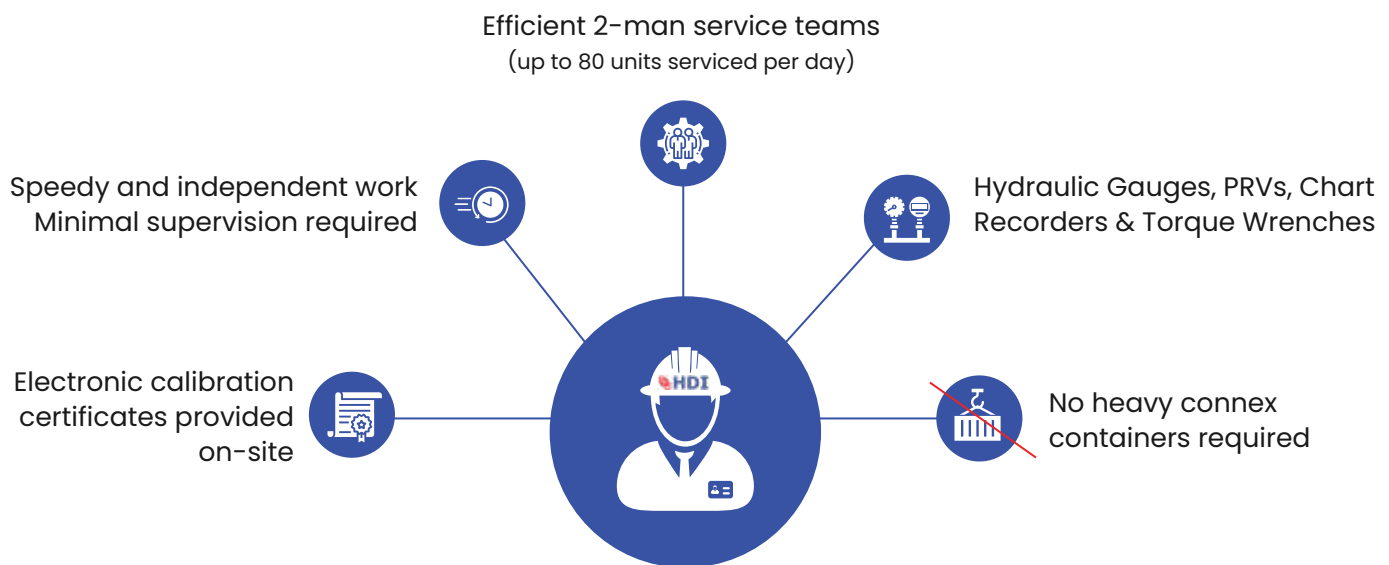 Efficient 2-man service teams
(up to 80 units serviced per day)
Speedy and independent work
Minimal supervision required
Hydraulic Gauges, PRVs, Chart
Recorders & Torque Wrenches
Electronic calibration
certificates provided
on-site
HDI
No heavy connex
containers required